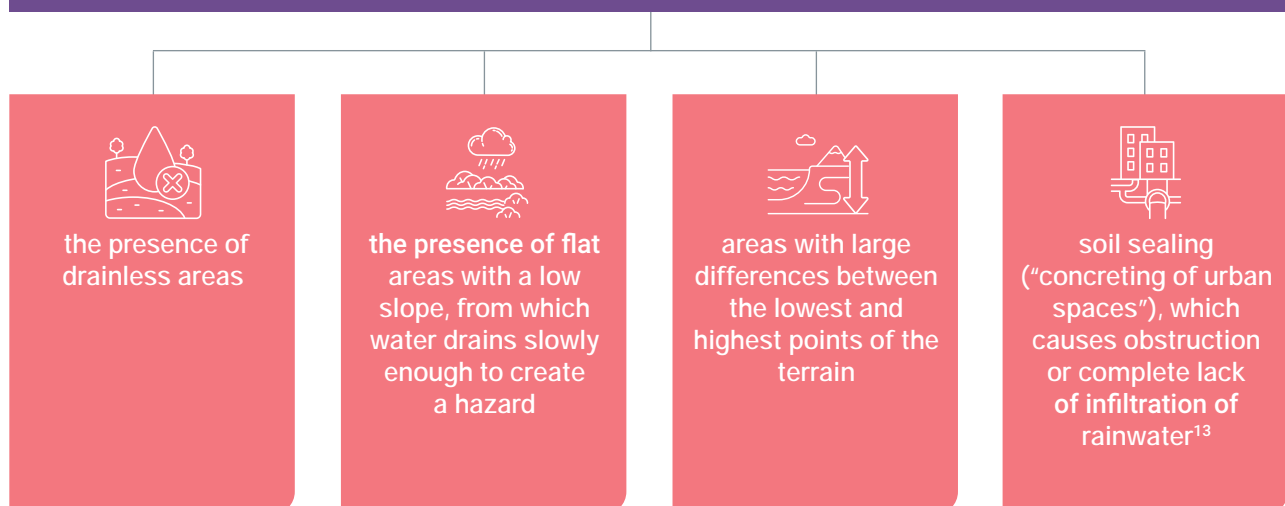 the presence of
drainless areas
the presence of flat
areas with a low
slope, from which
water drains slowly
enough to create
a hazard
areas with large
differences between
the lowest and
highest points of the
terrain
soil sealing
(“concreting of urban
spaces”), which
causes obstruction
or complete lack
of infiltration of
rainwater¹³